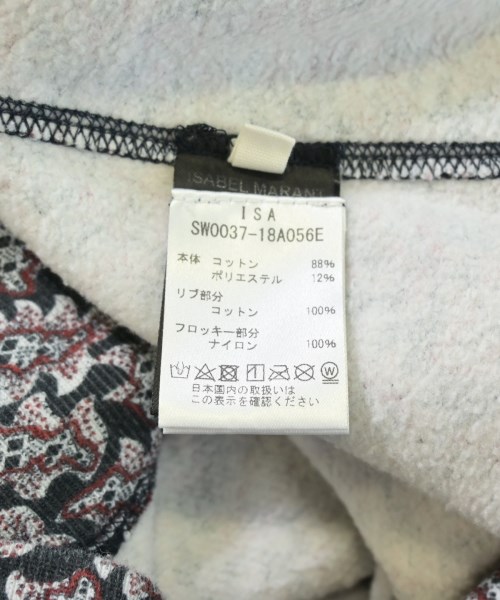 ISABEL MARANT
ISA
SW0037-18A056E
本体 コットン 88%
ポリエステル 12%
リブ部分
コットン 100%
フロッキー部分
ナイロン 100%
日本国内の取扱いは
この表示を確認ください